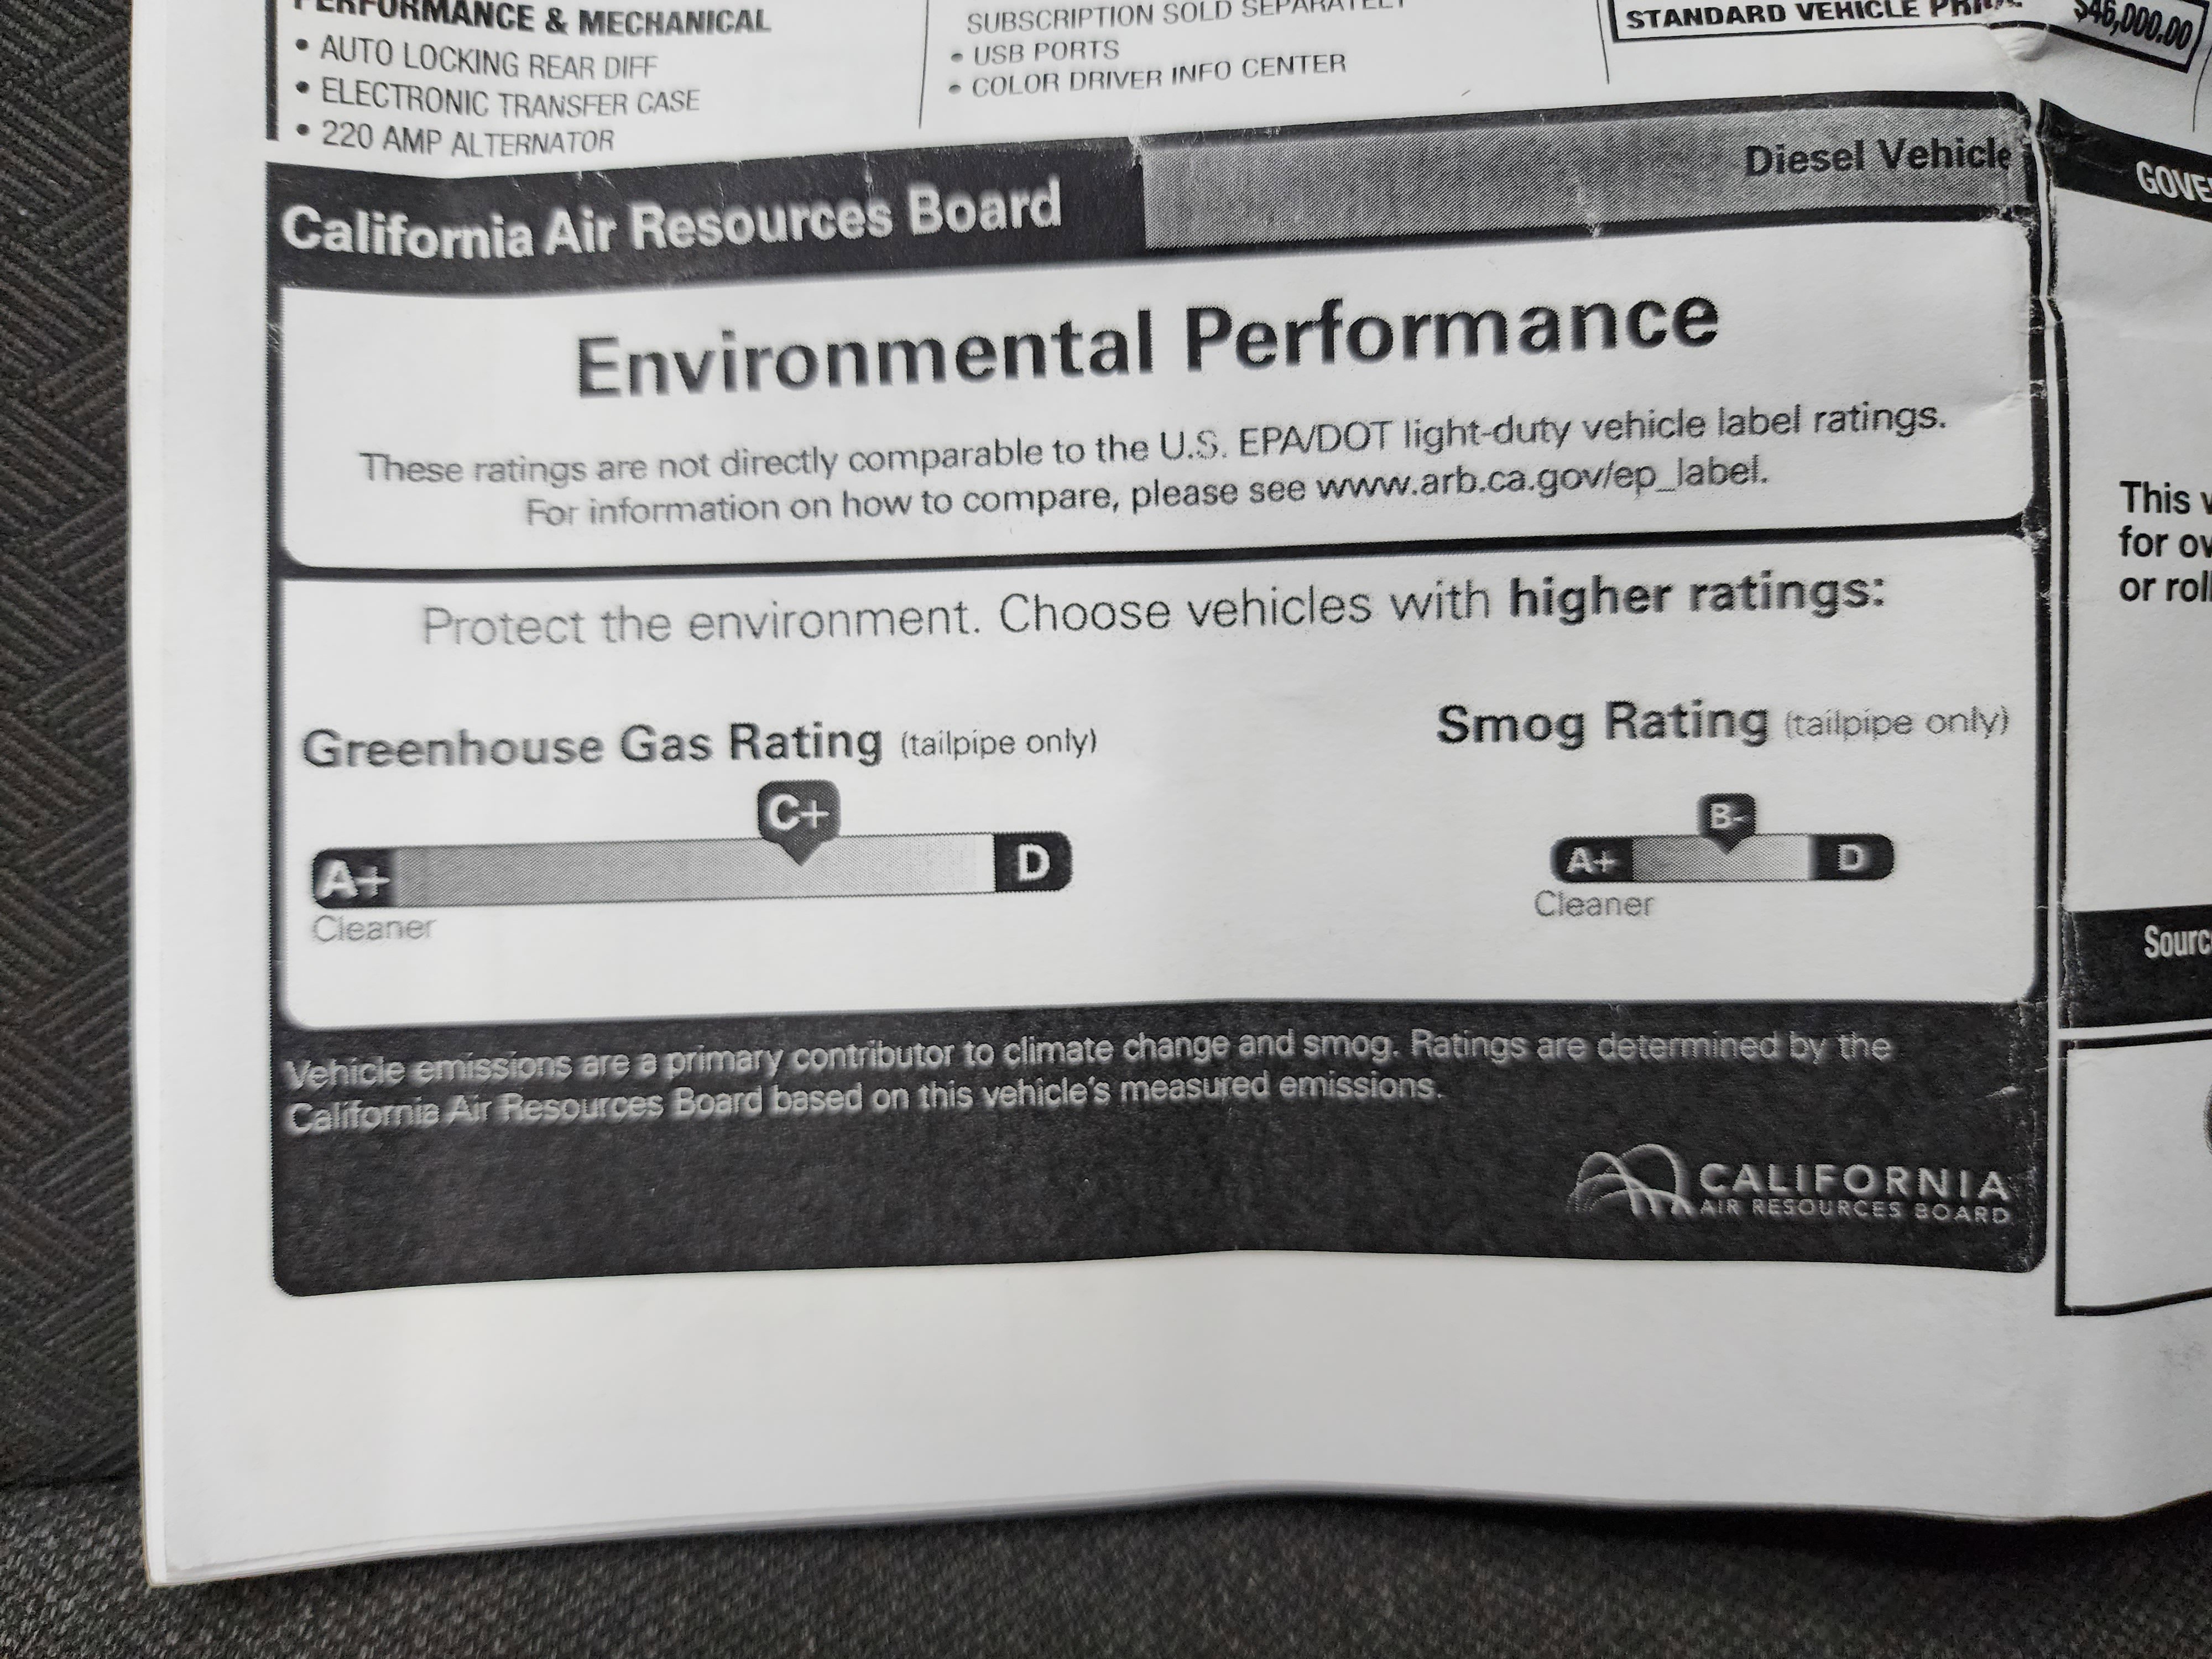 PERFORMANCE & MECHANICAL
• AUTO LOCKING REAR DIFF
• ELECTRONIC TRANSFER CASE
• 220 AMP ALTERNATOR
SUBSCRIPTION SOLD SEPARATELY
• USB PORTS
• COLOR DRIVER INFO CENTER
STANDARD VEHICLE PRICE $46,000.00
California Air Resources Board
Diesel Vehicle
Environmental Performance
These ratings are not directly comparable to the U.S. EPA/DOT light-duty vehicle label ratings.
For information on how to compare, please see www.arb.ca.gov/ep_label.
Protect the environment. Choose vehicles with higher ratings:
Greenhouse Gas Rating (tailpipe only)
C+
A+ D
Cleaner
Smog Rating (tailpipe only)
B-
A+ D
Cleaner
Vehicle emissions are a primary contributor to climate change and smog. Ratings are determined by the
California Air Resources Board based on this vehicle's measured emissions.
CALIFORNIA
AIR RESOURCES BOARD
This
for
or